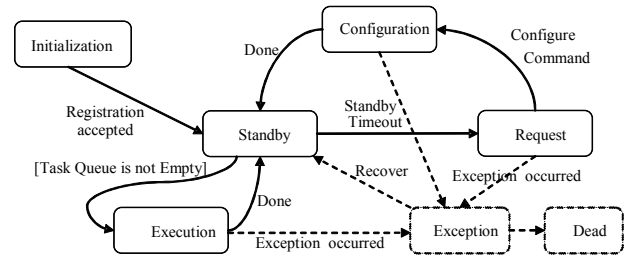 Configuration
Initialization
Done
Configure
Command
Registration
accepted
Standby
Timeout
Standby
Request
[Task Queue is not Empty]
Recover
Exception occurred
Done
Execution
Exception occurred
Exception
Dead